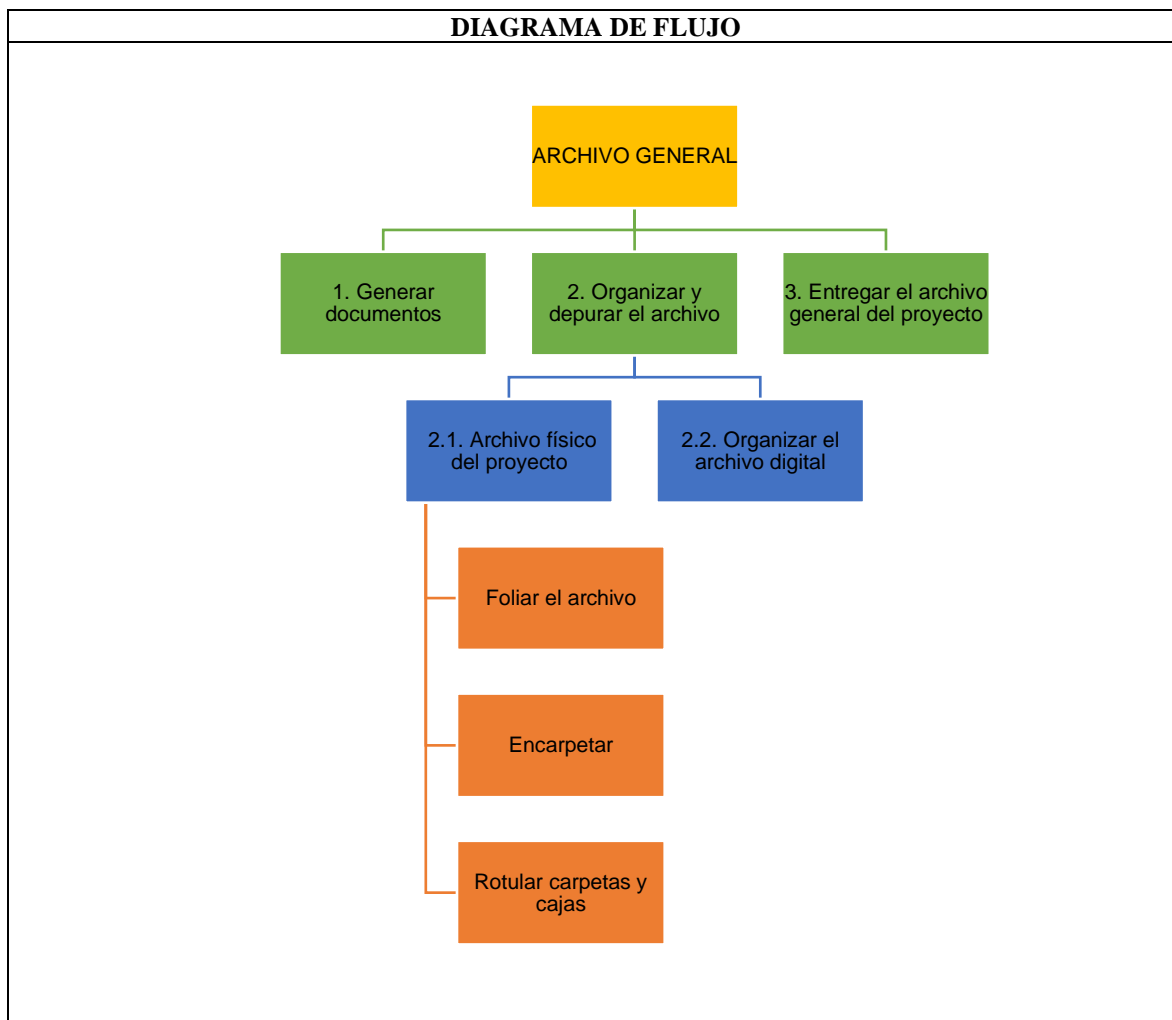 DIAGRAMA DE FLUJO
ARCHIVO GENERAL
1. Generar
documentos
2. Organizar y
depurar el archivo
3. Entregar el archivo
general del proyecto
2.1. Archivo físico
del proyecto
2.2. Organizar el
archivo digital
Foliar el archivo
Encarpetar
Rotular carpetas y
cajas